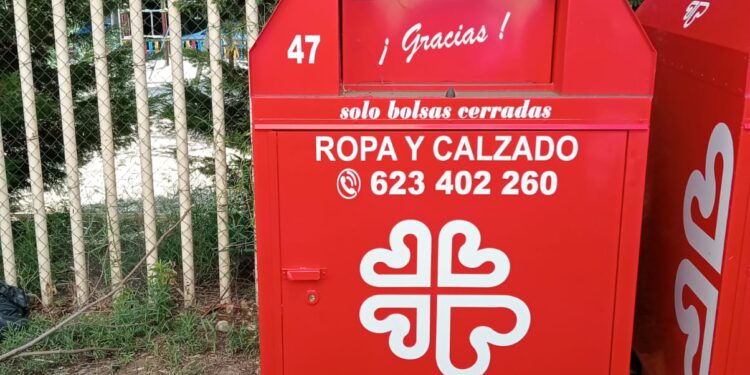 ¡Gracias!
47
solo bolsas cerradas
ROPA Y CALZADO
623 402 260